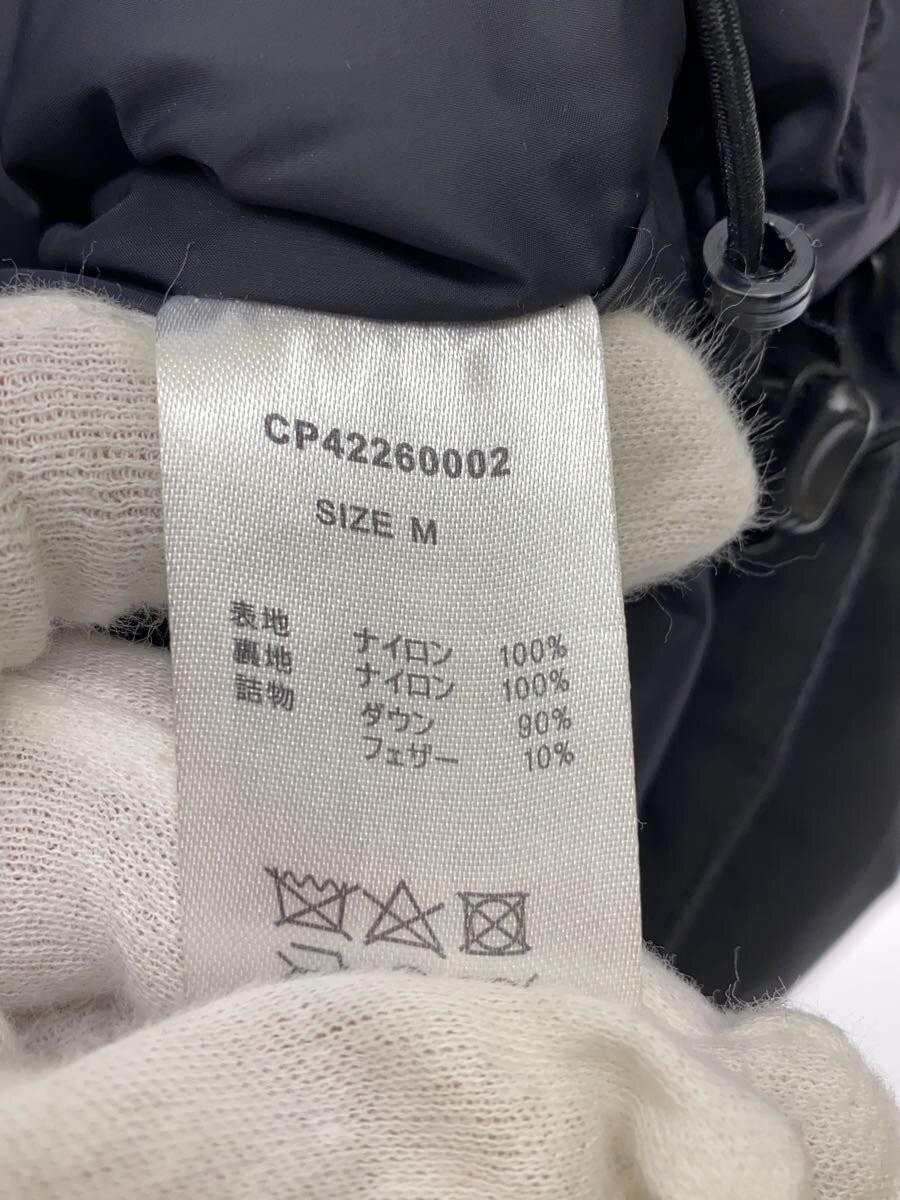 CP42260002
SIZE M
表地 ナイロン 100%
裏地 ナイロン 100%
詰物 ダウン 90%
フェザー 10%